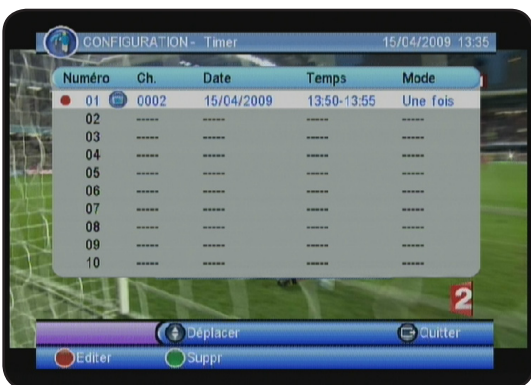 CONFIGURATION - Timer 15/04/2009 13:35
Numéro Ch. Date Temps Mode
01 0002 15/04/2009 13:50-13:55 Une fois
02 ----- ----- ----- -----
03 ----- ----- ----- -----
04 ----- ----- ----- -----
05 ----- ----- ----- -----
06 ----- ----- ----- -----
07 ----- ----- ----- -----
08 ----- ----- ----- -----
09 ----- ----- ----- -----
10 ----- ----- ----- -----
2
Déplacer Quitter
Editer Suppr